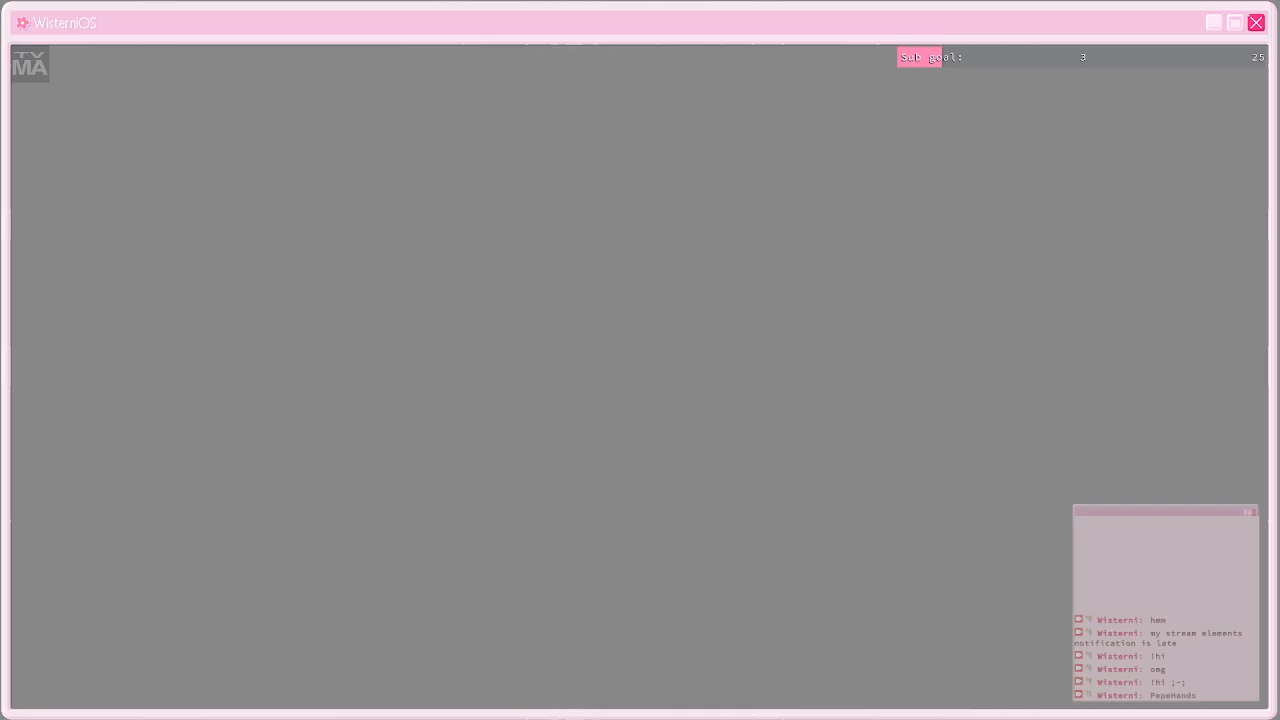 WisterniOS
TV
MA
Sub goal: 3 25
Wisterni: hmm
Wisterni: my stream elements
notification is late
Wisterni: !hi
Wisterni: omg
Wisterni: !hi ;-;
Wisterni: PepeHands